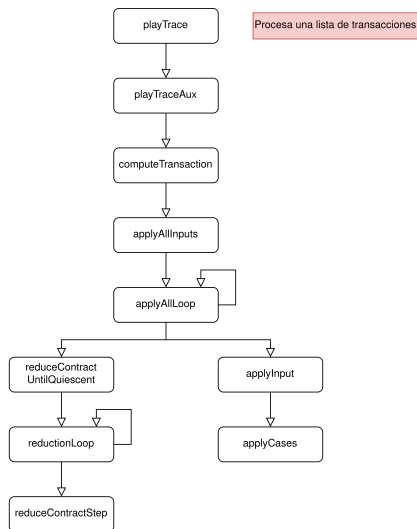 playTrace
Procesa una lista de transacciones
playTraceAux
computeTransaction
applyAllInputs
applyAllLoop
reduceContract
UntilQuiescent
applyInput
reductionLoop
applyCases
reduceContractStep